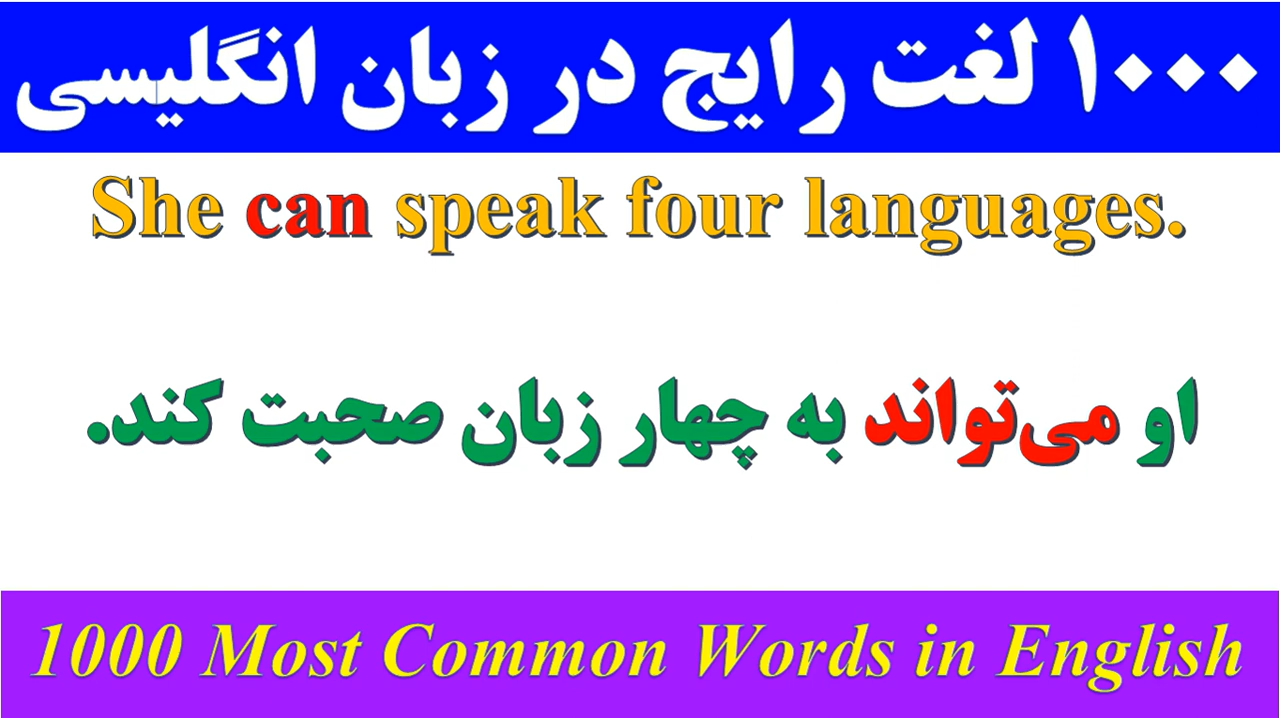 ۱۰۰۰ لغت رایج در زبان انگلیسی
She can speak four languages.
او می‌تواند به چهار زبان صحبت کند.
1000 Most Common Words in English